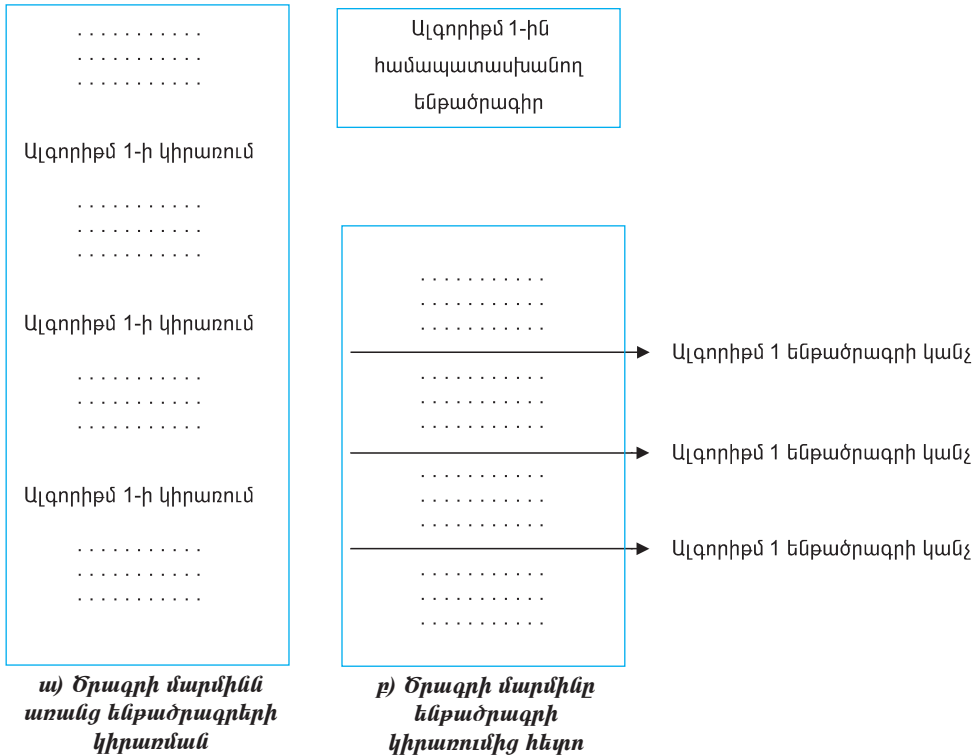 . . . . . . . . . . .
. . . . . . . . . . .
. . . . . . . . . . .
Ալգորիթմ 1-ի կիրառում
. . . . . . . . . . .
. . . . . . . . . . .
. . . . . . . . . . .
Ալգորիթմ 1-ի կիրառում
. . . . . . . . . . .
. . . . . . . . . . .
. . . . . . . . . . .
Ալգորիթմ 1-ի կիրառում
. . . . . . . . . . .
. . . . . . . . . . .
. . . . . . . . . . .
ա) Ծրագրի մարմինն
առանց ենթածրագրերի
կիրառման
Ալգորիթմ 1-ին
համապատասխանող
ենթածրագիր
. . . . . . . . . . .
. . . . . . . . . . .
. . . . . . . . . . .
Ալգորիթմ 1 ենթածրագրի կանչ
. . . . . . . . . . .
. . . . . . . . . . .
. . . . . . . . . . .
Ալգորիթմ 1 ենթածրագրի կանչ
. . . . . . . . . . .
. . . . . . . . . . .
. . . . . . . . . . .
Ալգորիթմ 1 ենթածրագրի կանչ
. . . . . . . . . . .
. . . . . . . . . . .
. . . . . . . . . . .
բ) Ծրագրի մարմինը
ենթածրագրի
կիրառումից հետո